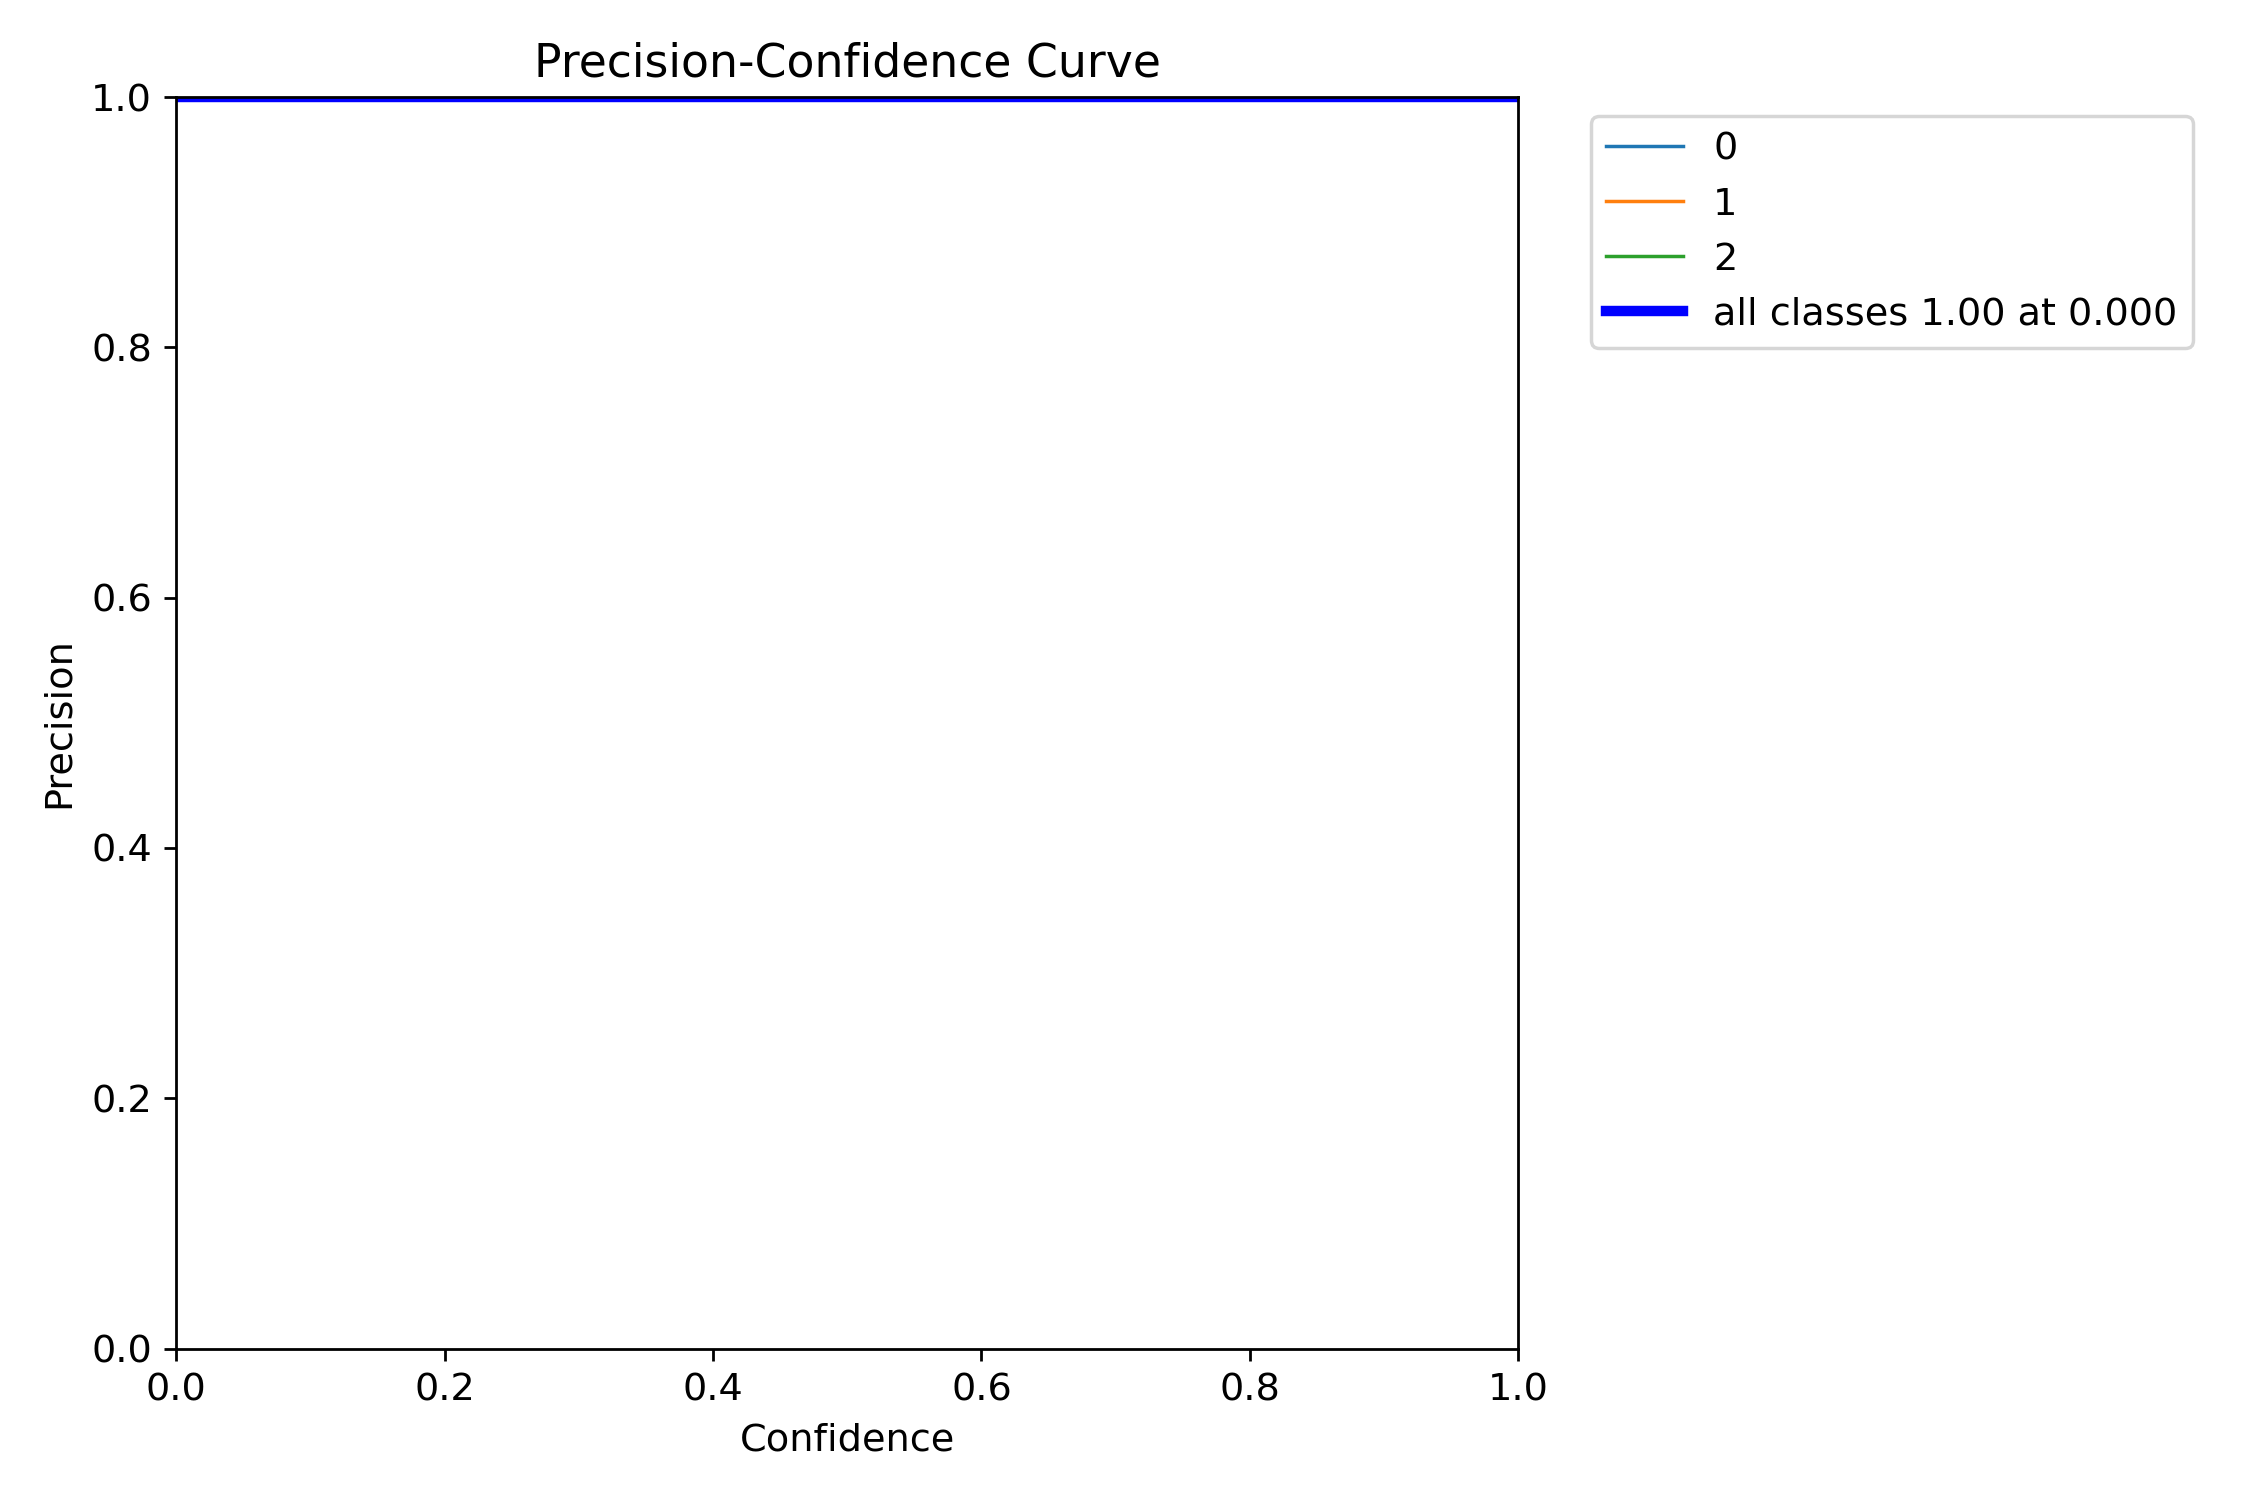 Precision-Confidence Curve
1.0
0.8
0.6
0.4
0.2
0.0
Precision
0.0 0.2 0.4 0.6 0.8 1.0
Confidence
0
1
2
all classes 1.00 at 0.000